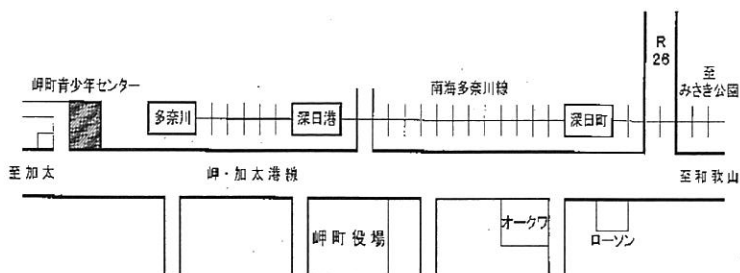 R
26
至
みさき公園
岬町青少年センター
南海多奈川線
多奈川
深日港
深日町
至加太
岬・加太港線
至和歌山
岬町役場
オークワ
ローソン